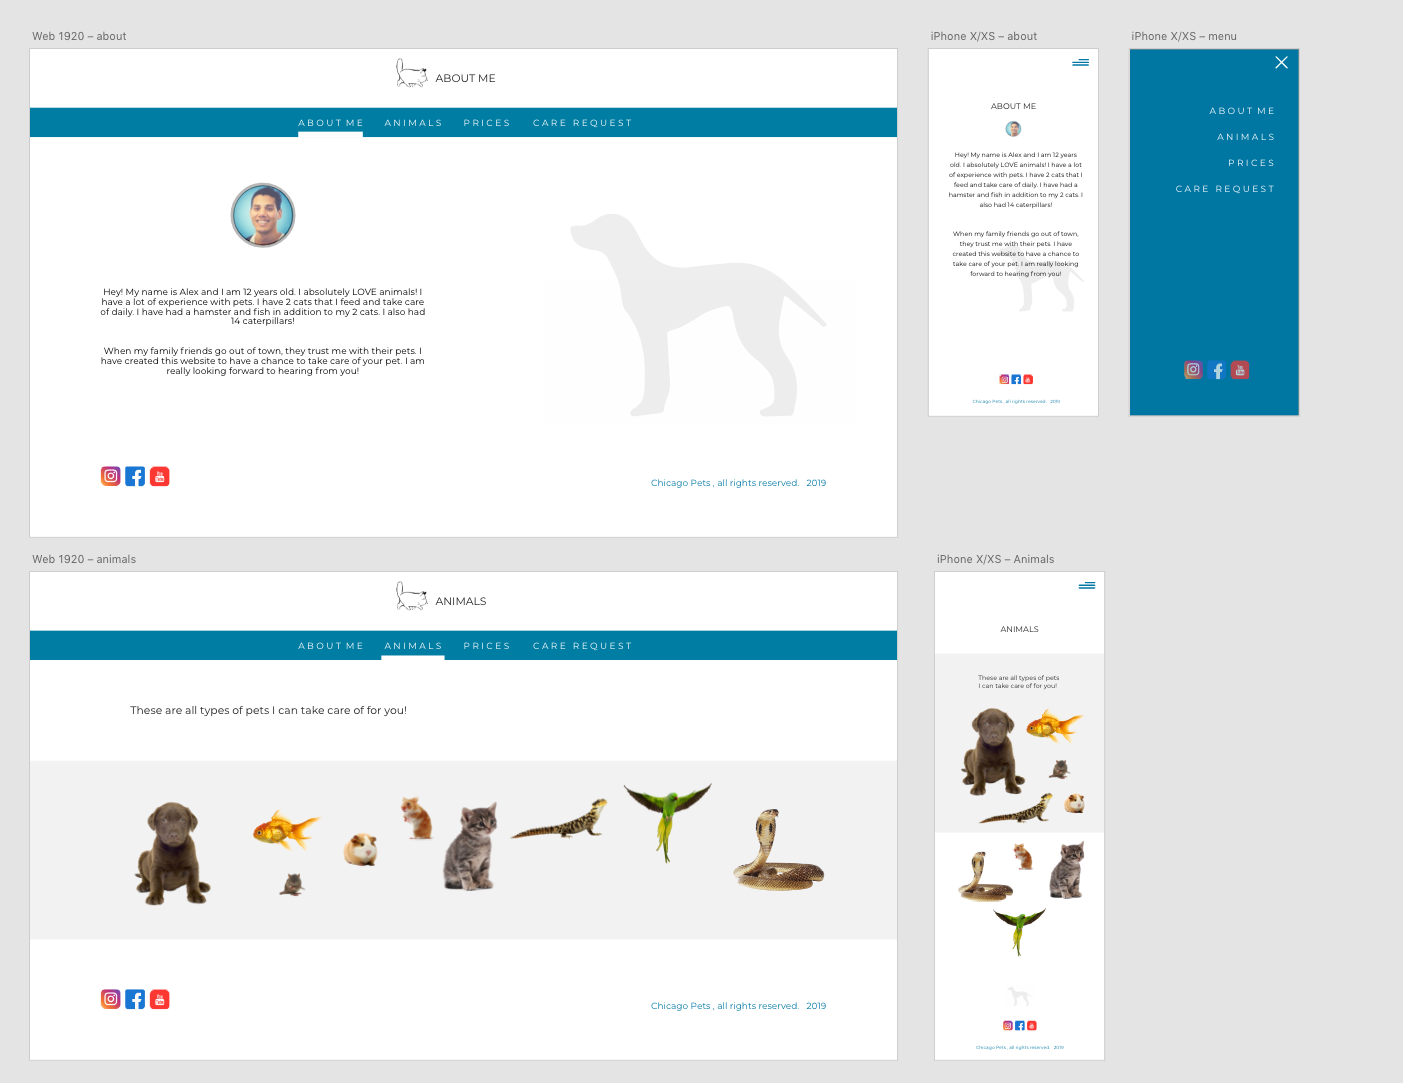 Web 1920 – about
ABOUT ME
ABOUT ME ANIMALS PRICES CARE REQUEST
Hey! My name is Alex and I am 12 years old. I absolutely LOVE animals! I
have a lot of experience with pets. I have 2 cats that I feed and take care
of daily. I have had a hamster and fish in addition to my 2 cats. I also had
14 caterpillars!
When my family friends go out of town, they trust me with their pets. I
have created this website to have a chance to take care of your pet. I am
really looking forward to hearing from you!
You
Chicago Pets , all rights reserved. 2019
iPhone X/XS – about
ABOUT ME
Hey! My name is Alex and I am 12 years
old. I absolutely LOVE animals! I have a lot
of experience with pets. I have 2 cats that I
feed and take care of daily. I have had a
hamster and fish in addition to my 2 cats. I
also had 14 caterpillars!
When my family friends go out of town,
they trust me with their pets. I have
created this website to have a chance to
take care of your pet. I am really looking
forward to hearing from you!
Chicago Pets , all rights reserved. 2019
iPhone X/XS – menu
ABOUT ME
ANIMALS
PRICES
CARE REQUEST
You
Web 1920 – animals
ANIMALS
ABOUT ME ANIMALS PRICES CARE REQUEST
These are all types of pets I can take care of for you!
You
Chicago Pets , all rights reserved. 2019
iPhone X/XS – Animals
ANIMALS
These are all types of pets
I can take care of for you!
Chicago Pets , all rights reserved. 2019